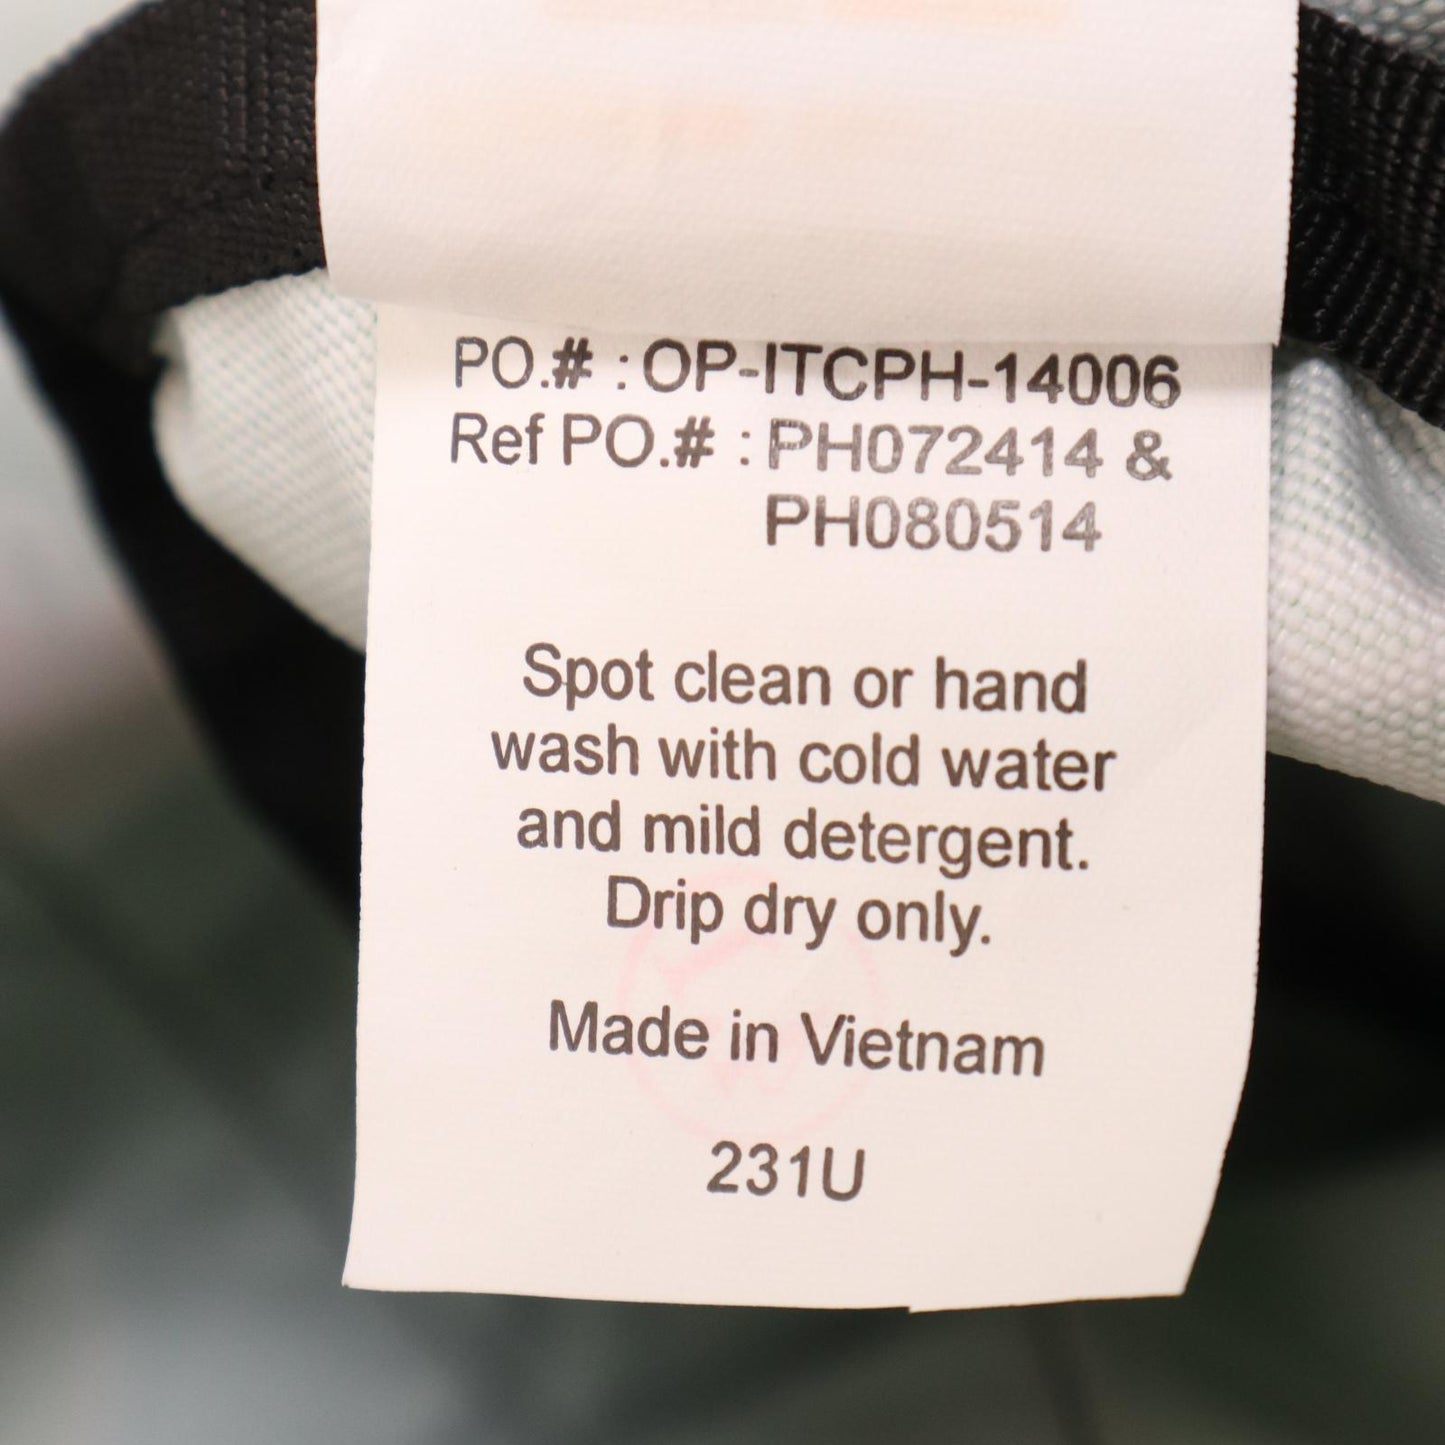 PO.# : OP-ITCPH-14006
Ref PO.# : PH072414 &
PH080514
Spot clean or hand
wash with cold water
and mild detergent.
Drip dry only.
Made in Vietnam
231U